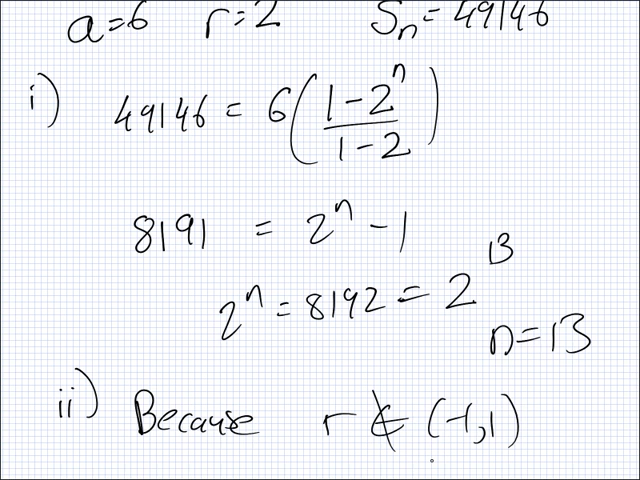 a=6 r=2 Sn=49146
i) 49146 = 6(1-2^n/1-2)
8191 = 2^n -1
2^n = 8192 = 2^13
n=13
ii) Because r ∉ (-1,1)